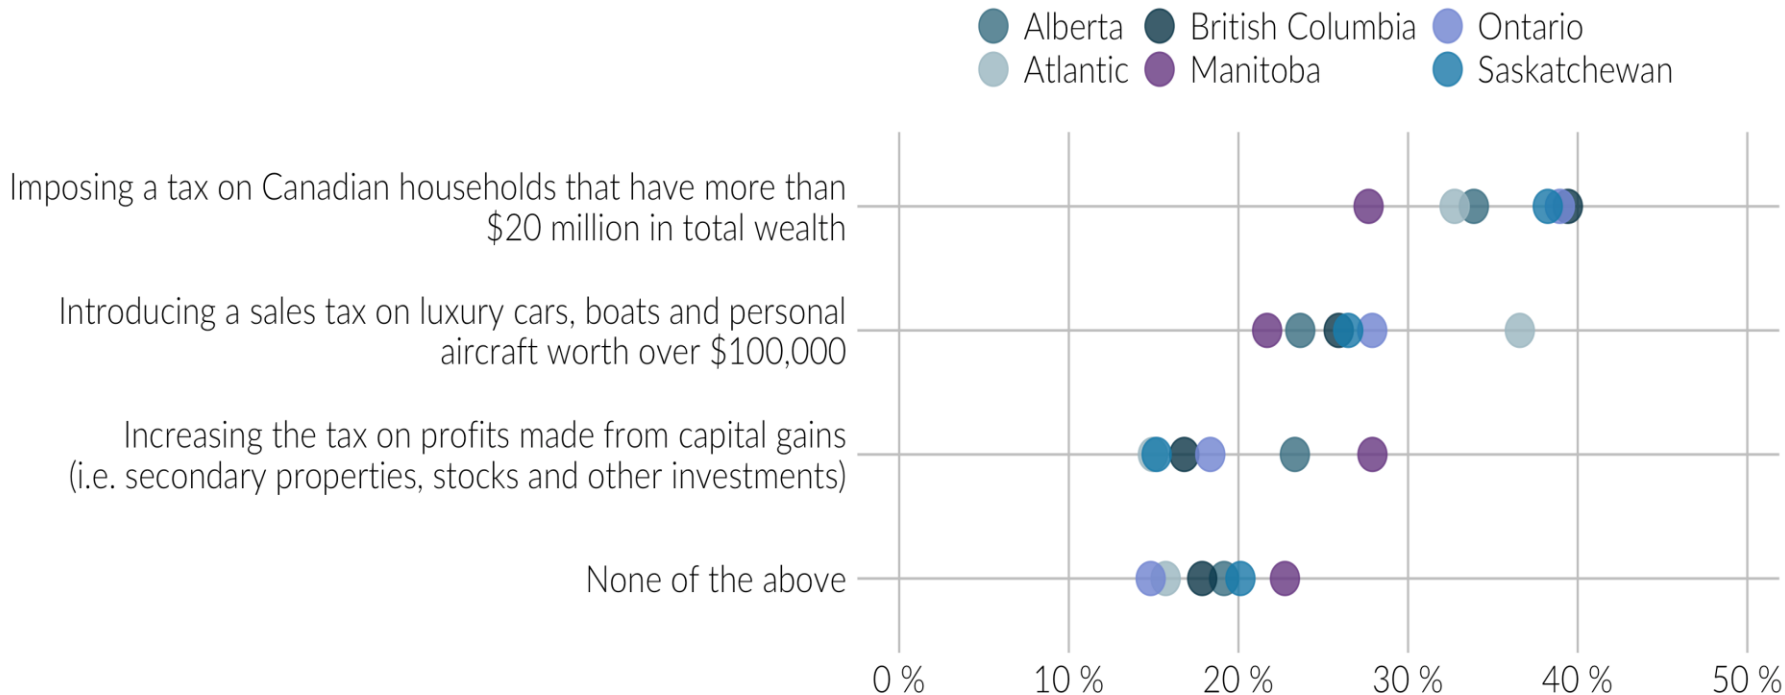 Alberta British Columbia Ontario
Atlantic Manitoba Saskatchewan
Imposing a tax on Canadian households that have more than
$20 million in total wealth
Introducing a sales tax on luxury cars, boats and personal
aircraft worth over $100,000
Increasing the tax on profits made from capital gains
(i.e. secondary properties, stocks and other investments)
None of the above
0 % 10 % 20 % 30 % 40 % 50 %